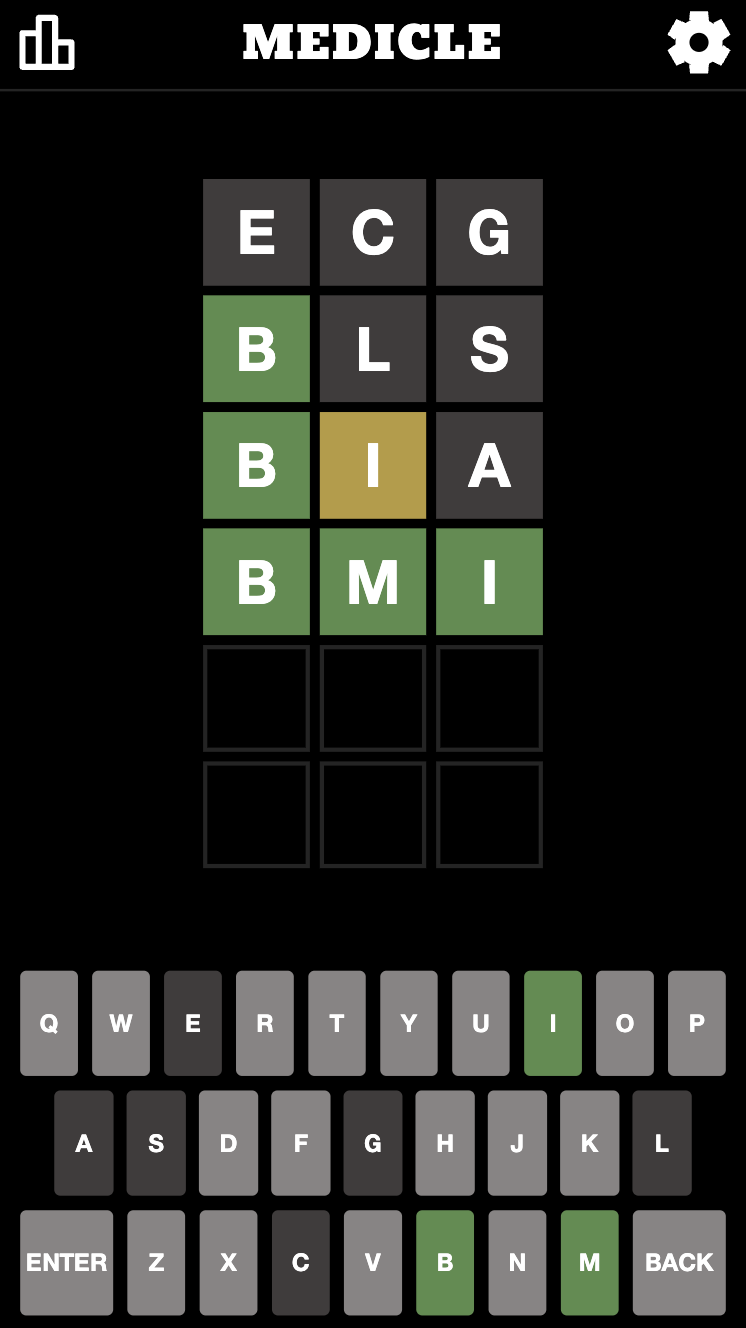 MEDICLE
E C G
B L S
B I A
B M I
Q W E R T Y U I O P
A S D F G H J K L
ENTER Z X C V B N M BACK